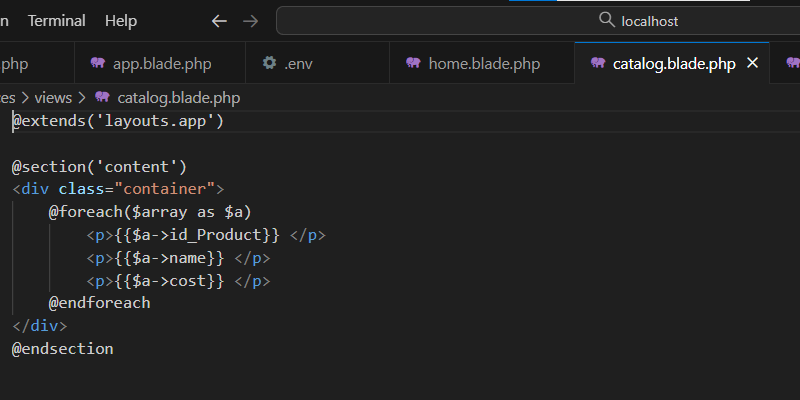 n Terminal Help localhost
.php app.blade.php .env home.blade.php catalog.blade.php
ces > views > catalog.blade.php
@extends('layouts.app')
@section('content')
<div class="container">
@foreach($array as $a)
<p>{{$a->id_Product}} </p>
<p>{{$a->name}} </p>
<p>{{$a->cost}} </p>
@endforeach
</div>
@endsection